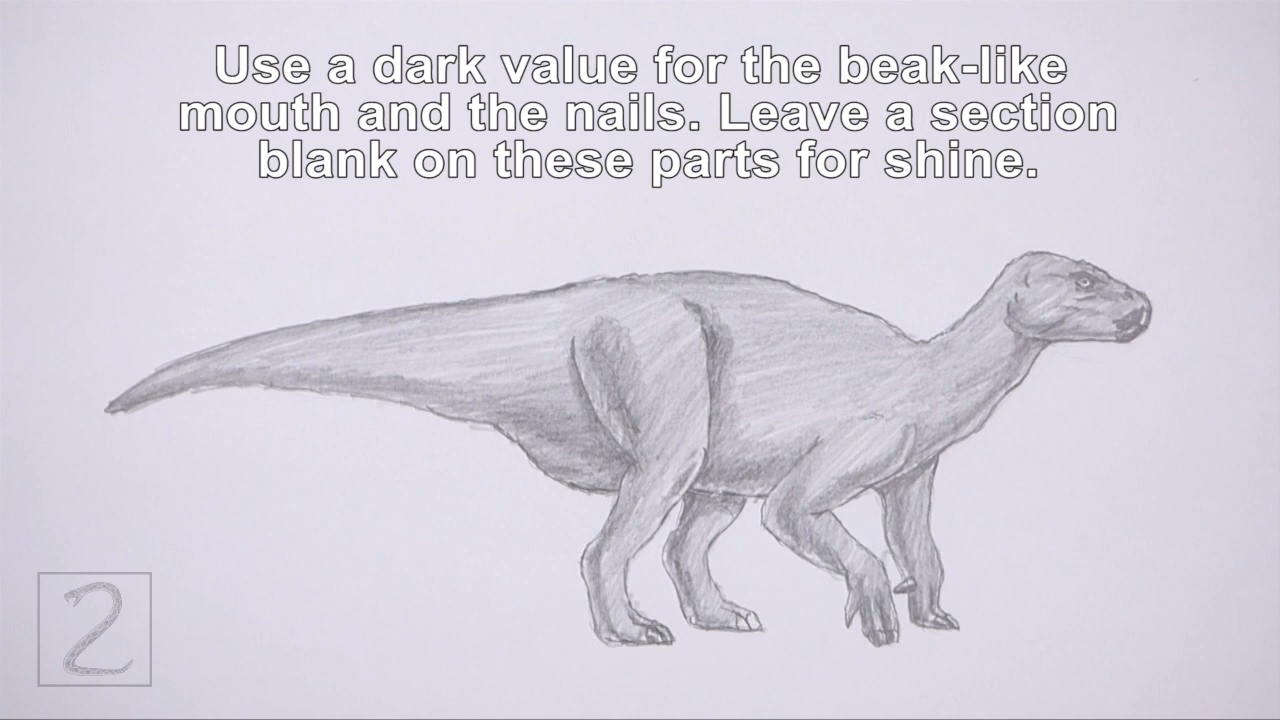 Use a dark value for the beak-like
mouth and the nails. Leave a section
blank on these parts for shine.
2